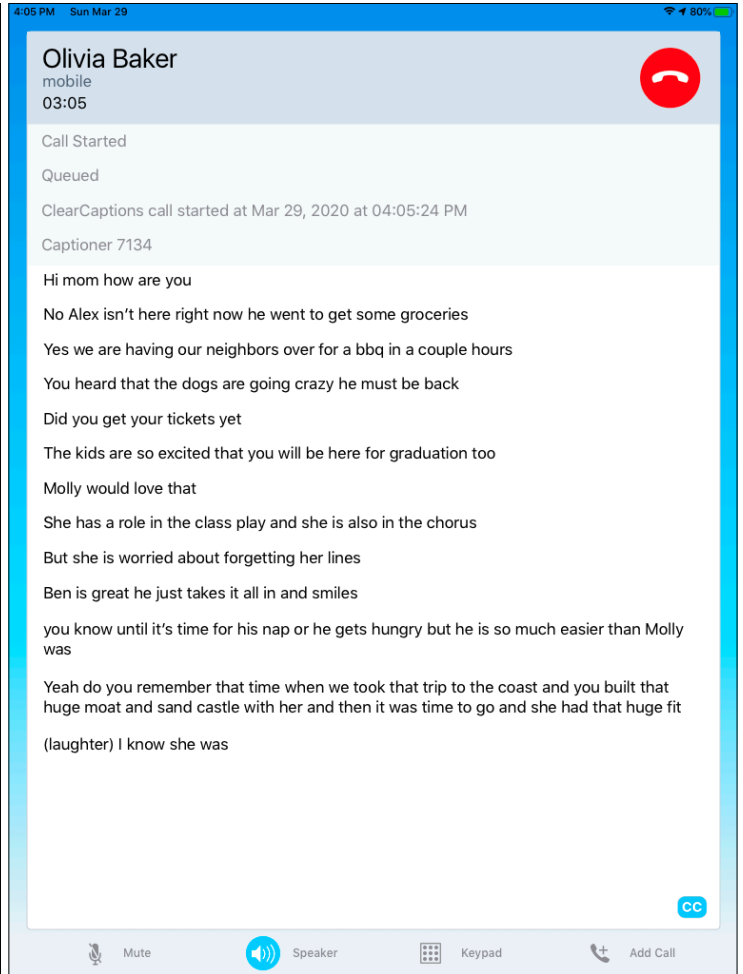 4:05 PM Sun Mar 29 80%
Olivia Baker
mobile
03:05
Call Started
Queued
ClearCaptions call started at Mar 29, 2020 at 04:05:24 PM
Captioner 7134
Hi mom how are you
No Alex isn't here right now he went to get some groceries
Yes we are having our neighbors over for a bbq in a couple hours
You heard that the dogs are going crazy he must be back
Did you get your tickets yet
The kids are so excited that you will be here for graduation too
Molly would love that
She has a role in the class play and she is also in the chorus
But she is worried about forgetting her lines
Ben is great he just takes it all in and smiles
you know until it's time for his nap or he gets hungry but he is so much easier than Molly
was
Yeah do you remember that time when we took that trip to the coast and you built that
huge moat and sand castle with her and then it was time to go and she had that huge fit
(laughter) I know she was
CC
Mute Speaker Keypad Add Call